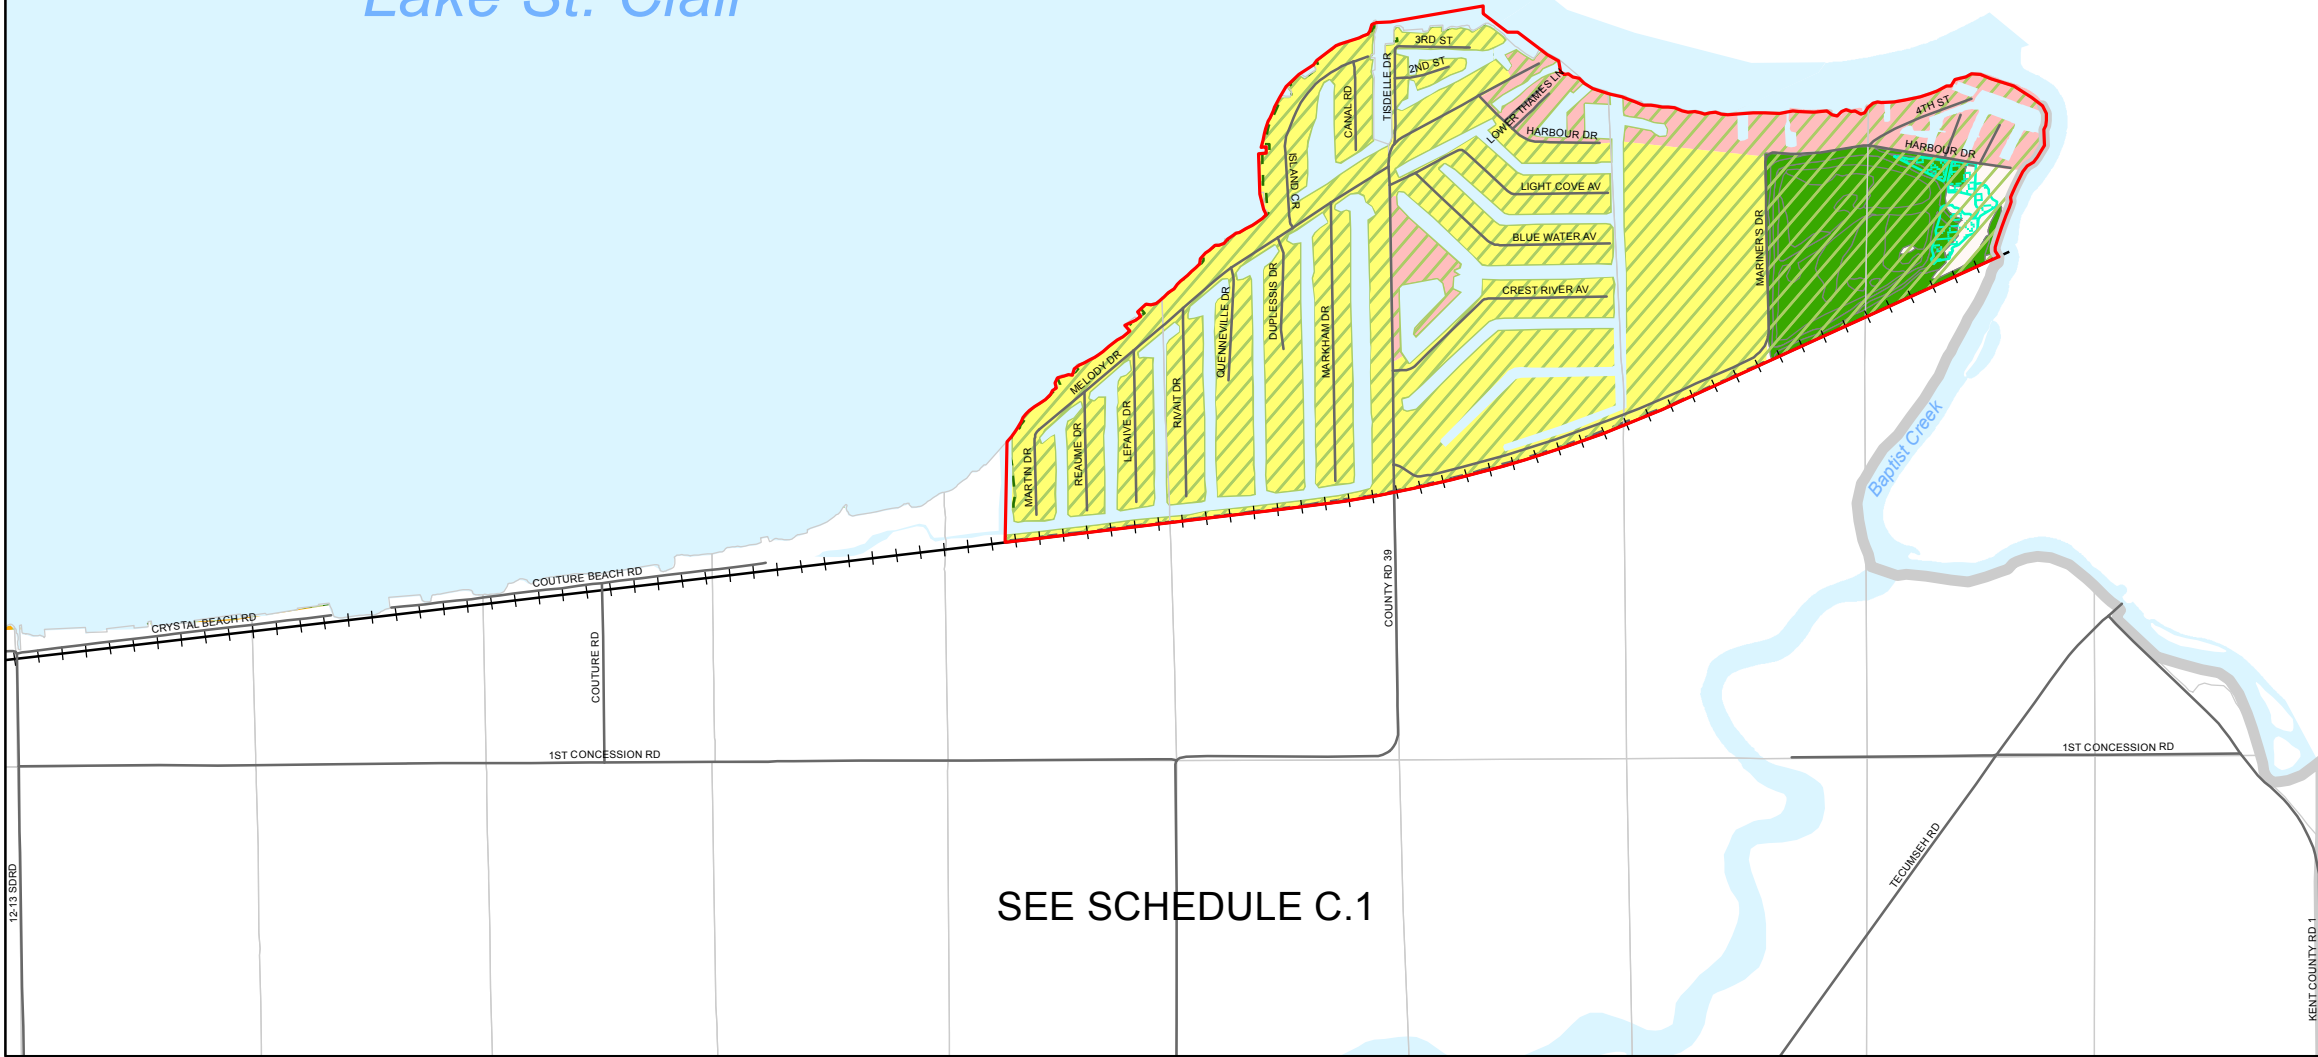 Lake St. Clair
3RD ST
2ND ST
TISDELLE DR
CANAL RD
LOWER THAMES LN
HARBOUR DR
4TH ST
HARBOUR DR
ISLAND CR
LIGHT COVE AV
BLUE WATER AV
MARINER'S DR
CREST RIVER AV
DUPLESSIS DR
QUENNEVILLE DR
MARKHAM DR
MELODY DR
RIVAIT DR
LEFAIVE DR
REAUME DR
MARTIN DR
Baptist Creek
COUNTY RD 39
COUTURE BEACH RD
CRYSTAL BEACH RD
COUTURE RD
1ST CONCESSION RD
1ST CONCESSION RD
TECUMSEH RD
12-13 SDRD
SEE SCHEDULE C.1
KENT COUNTY RD 1